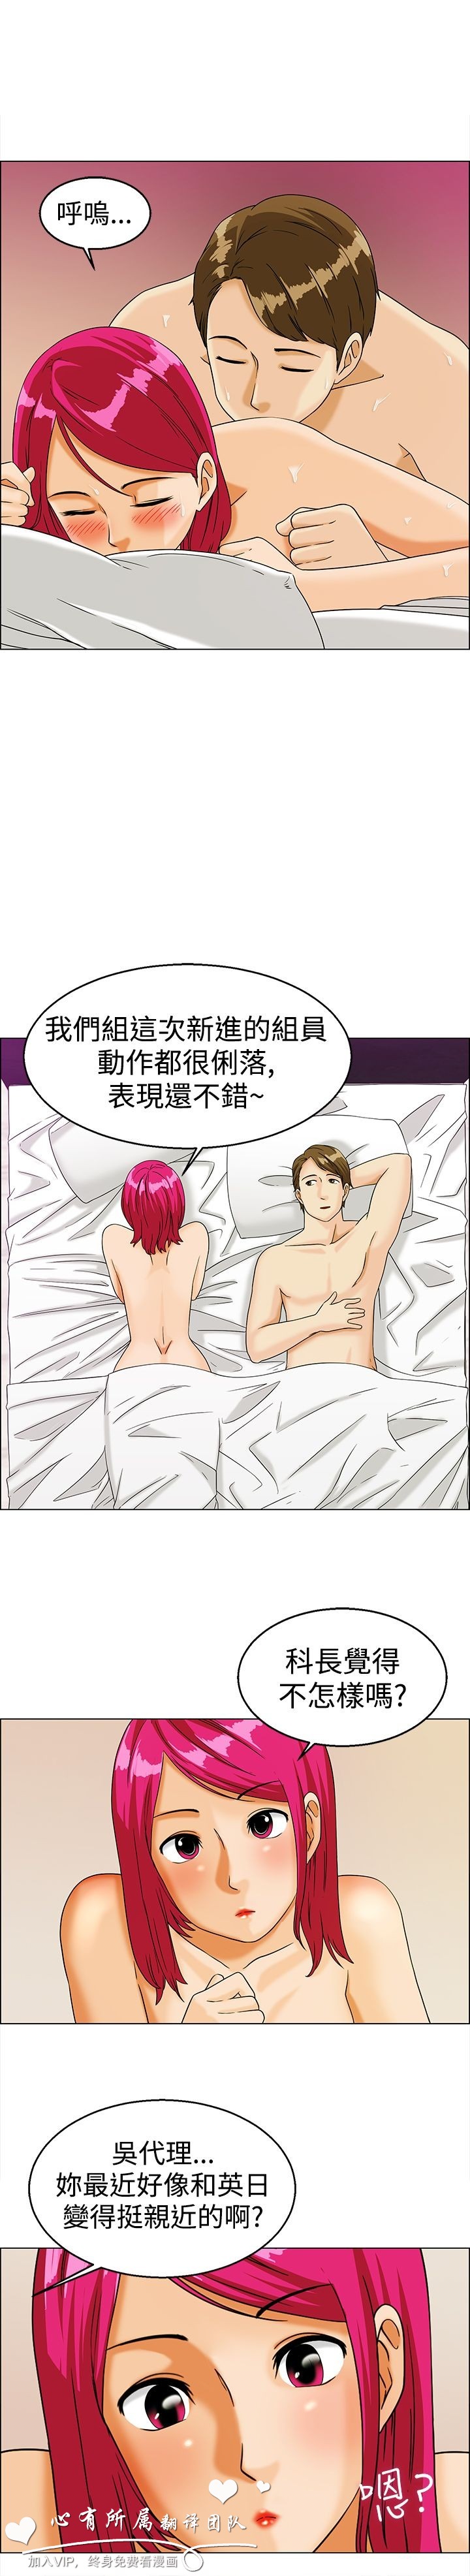 呼嗚...
我們組這次新進的組員
動作都很俐落,
表現還不錯~
科長覺得
不怎樣嗎?
吳代理...
妳最近好像和英日
變得挺親近的啊?
嗯?
心有所属翻译团队
加入VIP，终身免费看漫画